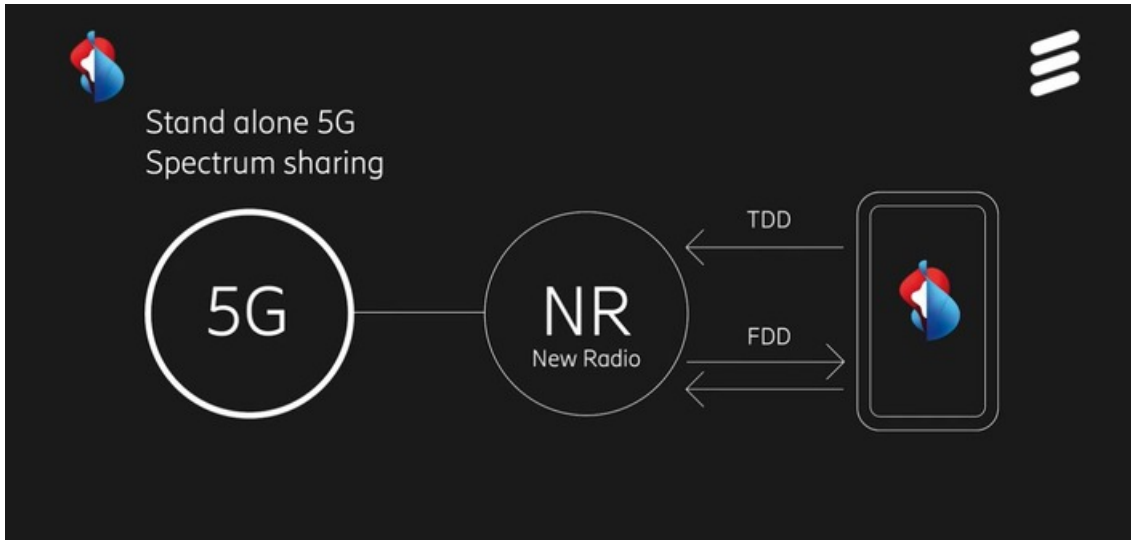 Stand alone 5G
Spectrum sharing
TDD
5G
NR
New Radio
FDD